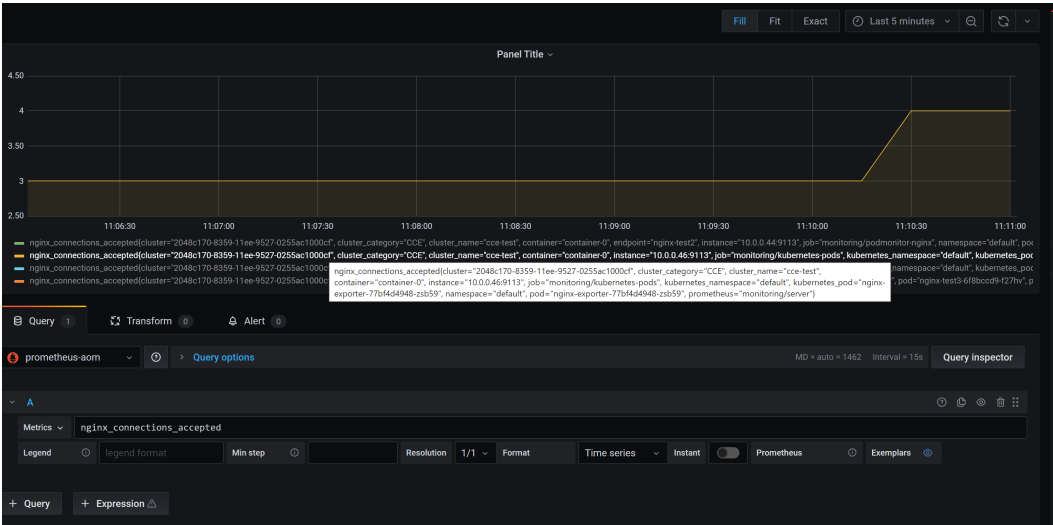 Fill Fit Exact Last 5 minutes
Panel Title
4.50
4
3.50
3
2.50
11:06:30 11:07:00 11:07:30 11:08:00 11:08:30 11:09:00 11:09:30 11:10:00 11:10:30 11:11:00
nginx_connections_accepted{cluster="2048c170-8359-11ee-9527-0255ac1000cf", cluster_category="CCE", cluster_name="cce-test", container="container-0", endpoint="nginx-test2", instance="10.0.0.44:9113", job="monitoring/podmonitor-nginx", namespace="default", poc
nginx_connections_accepted{cluster="2048c170-8359-11ee-9527-0255ac1000cf", cluster_category="CCE", cluster_name="cce-test", container="container-0", instance="10.0.0.46:9113", job="monitoring/kubernetes-pods", kubernetes_namespace="default", kubernetes_poc
nginx_connections_accepted{cluster="2048c170-8359-11ee-9527-0255ac1000c namespace="default", kubernetes_poc
nginx_connections_accepted{cluster="2048c170-8359-11ee-9527-0255ac1000c , pod="nginx-test3-6f8bccd9-f27hv", p
nginx_connections_accepted{cluster="2048c170-8359-11ee-9527-0255ac1000cf", cluster_category="CCE", cluster_name="cce-test",
container="container-0", instance="10.0.0.46:9113", job="monitoring/kubernetes-pods", kubernetes_namespace="default", kubernetes_pod="nginx-
exporter-77bf4d4948-zsb59", namespace="default", pod="nginx-exporter-77bf4d4948-zsb59", prometheus="monitoring/server"}
Query 1 Transform 0 Alert 0
prometheus-aom Query options MD = auto = 1462 Interval = 15s Query inspector
A
Metrics nginx_connections_accepted
Legend legend format Min step Resolution 1/1 Format Time series Instant Prometheus Exemplars
+ Query + Expression